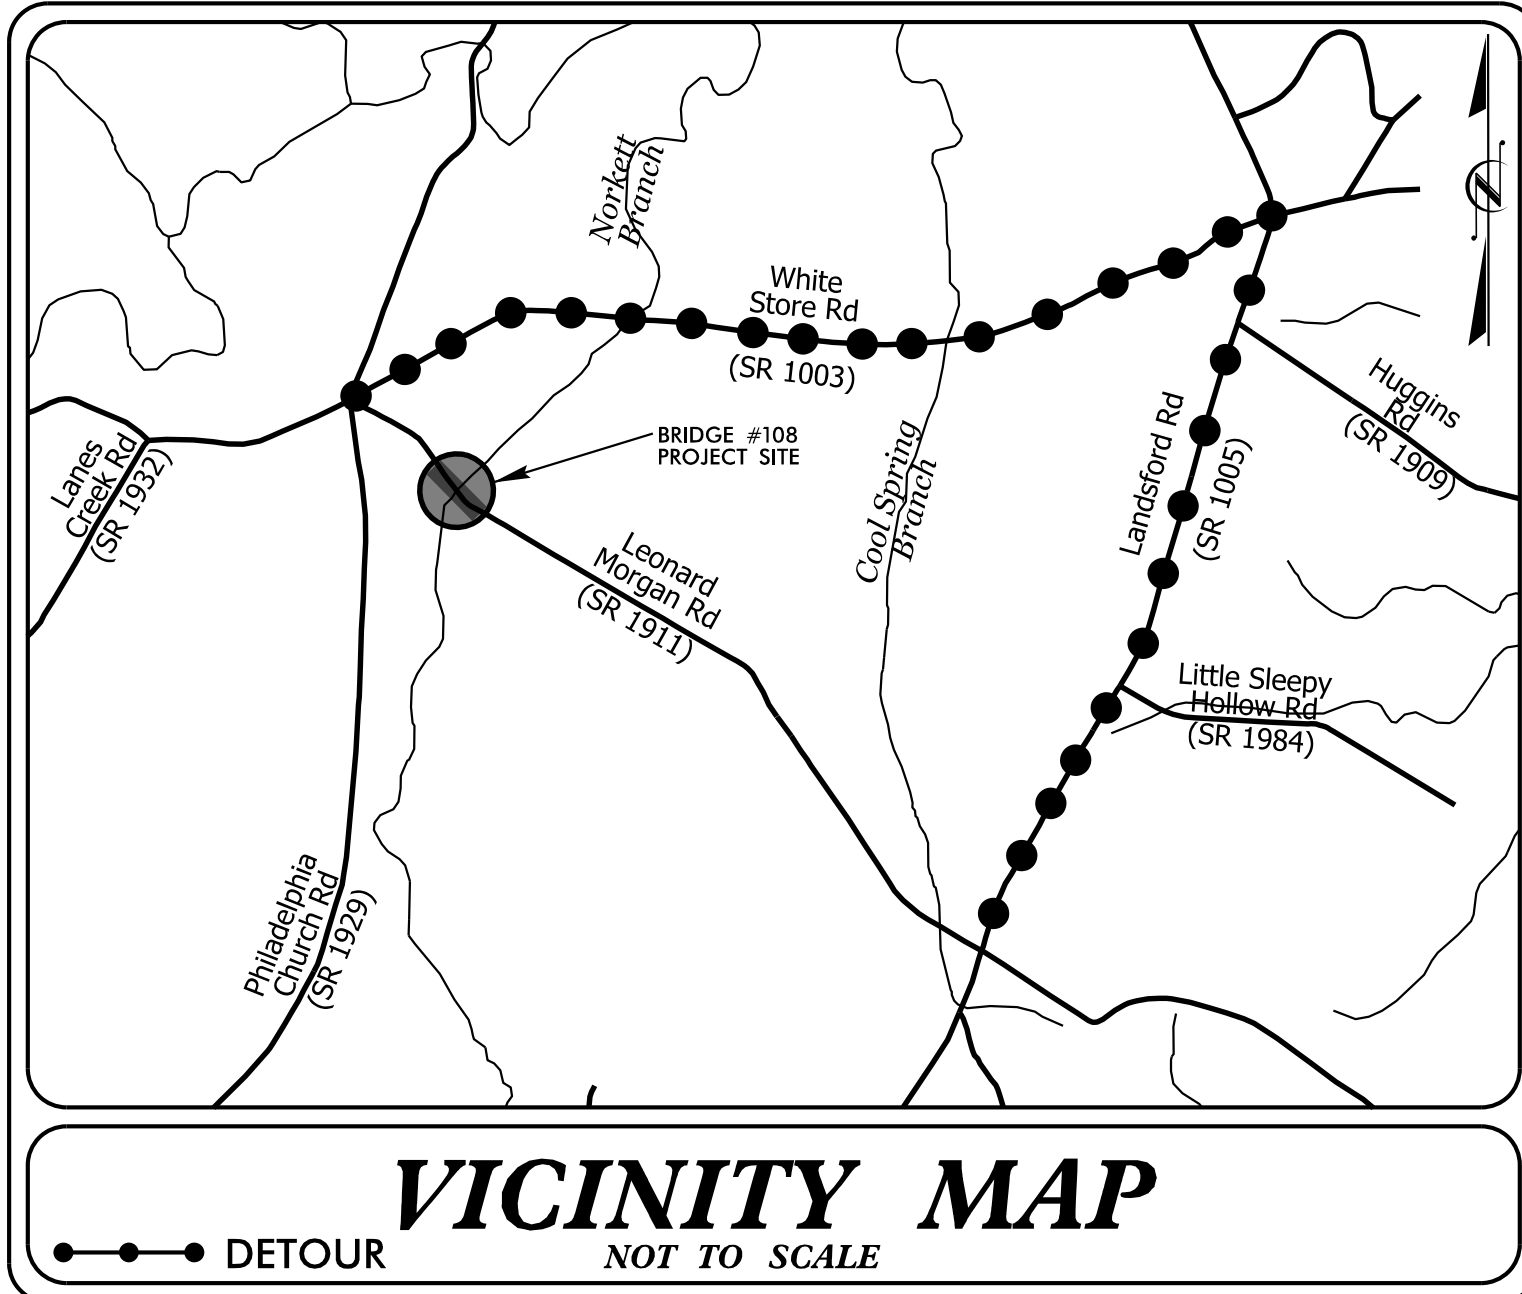 Norkett
Branch
White
Store Rd
(SR 1003)
Huggins
Rd
(SR 1909)
BRIDGE #108
PROJECT SITE
Lanes
Creek Rd
(SR 1932)
Cool Spring
Branch
Landsford Rd
(SR 1005)
Leonard
Morgan Rd
(SR 1911)
Little Sleepy
Hollow Rd
(SR 1984)
Philadelphia
Church Rd
(SR 1929)
N
VICINITY MAP
DETOUR
NOT TO SCALE